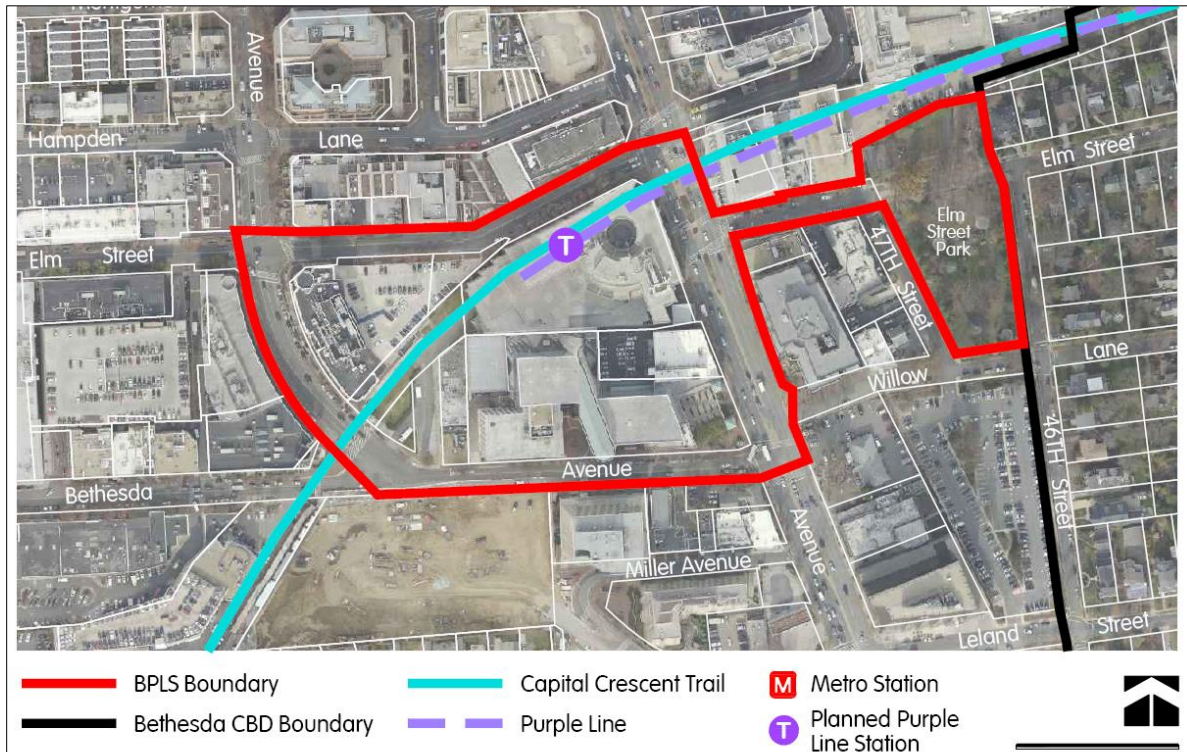 Montgomery
Avenue
Hampden
Lane
Elm Street
Elm
Street
Park
Elm
Street
47TH Street
Lane
Willow
46TH
Street
Avenue
Bethesda
Avenue
Miller Avenue
Leland
Street
BPLS Boundary
Capital Crescent Trail
M Metro Station
Bethesda CBD Boundary
Purple Line
T Planned Purple
Line Station
T